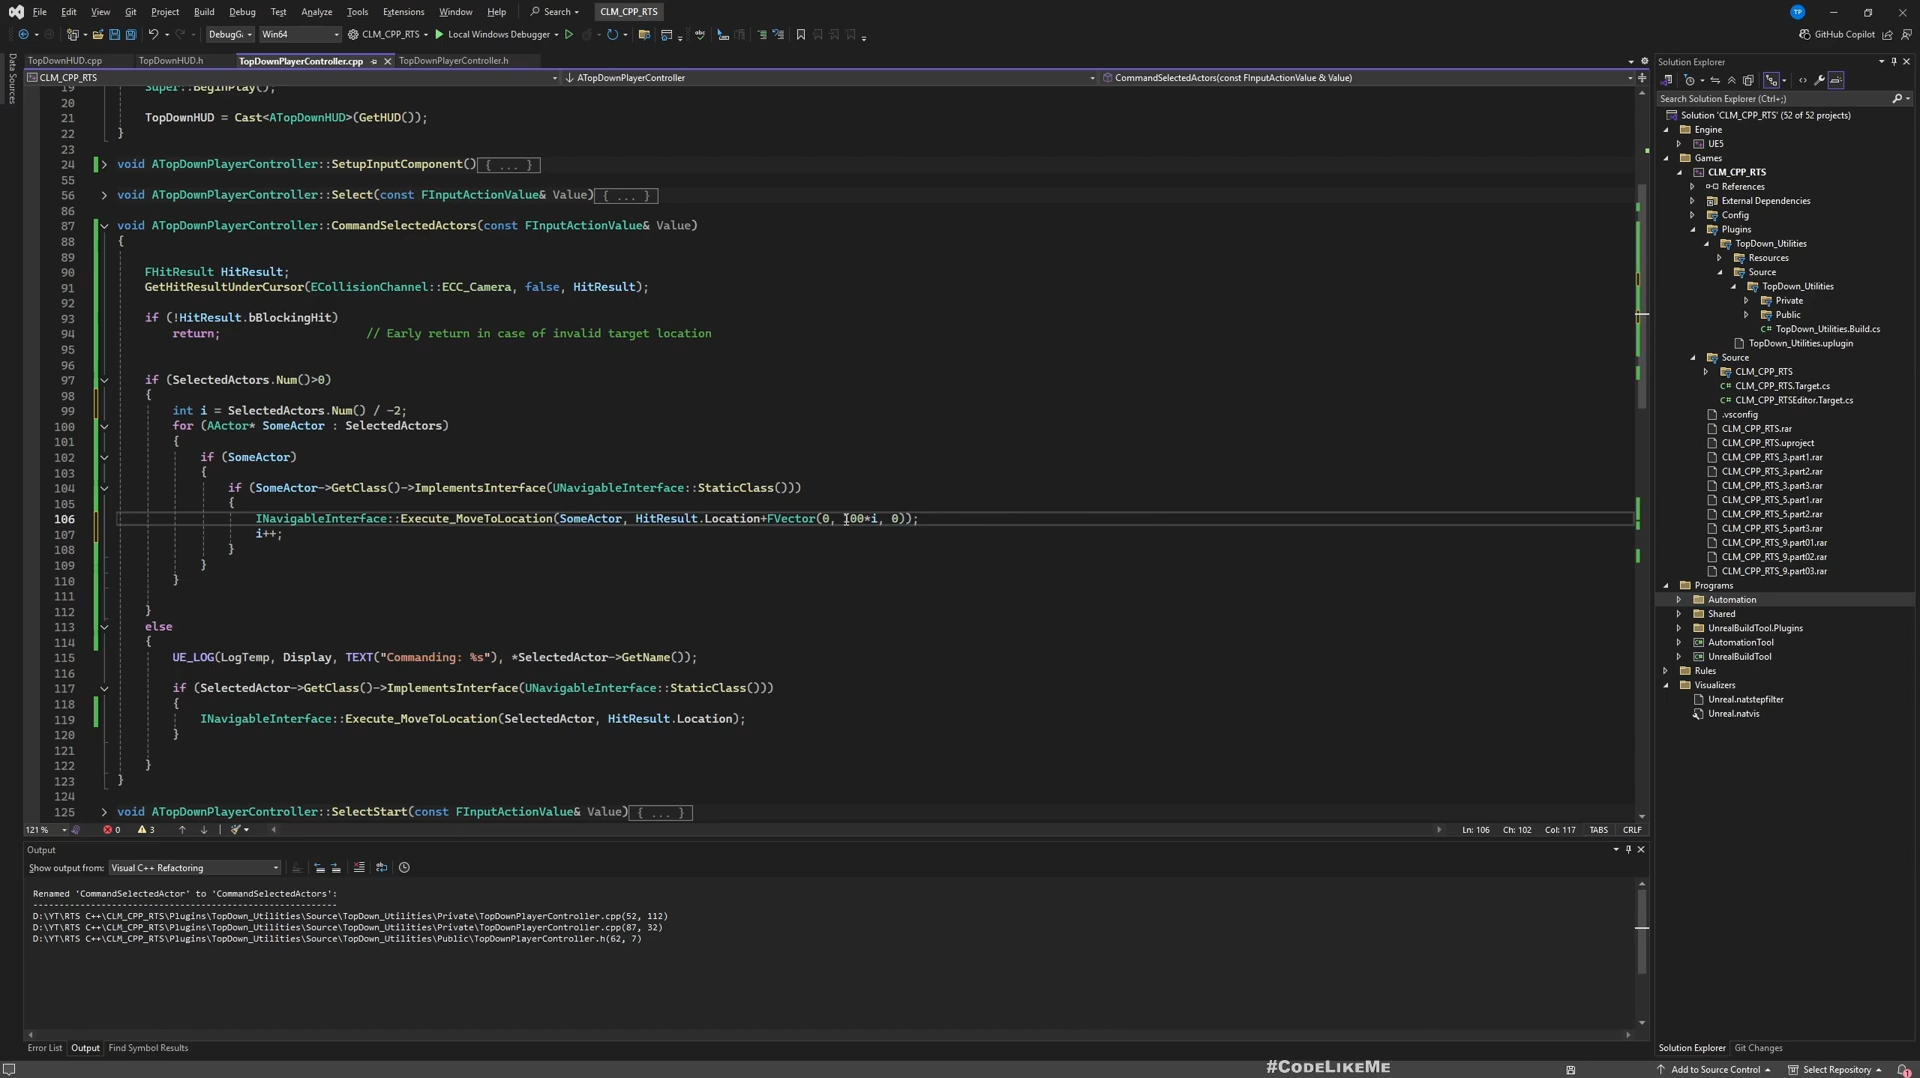 File Edit View Git Project Build Debug Test Analyze Tools Extensions Window Help Search CLM_CPP_RTS TP
DebugGa Win64 CLM_CPP_RTS Local Windows Debugger GitHub Copilot
Data Sources
TopDownHUD.cpp TopDownHUD.h TopDownPlayerController.cpp TopDownPlayerController.h
CLM_CPP_RTS ATopDownPlayerController CommandSelectedActors(const FInputActionValue & Value)
19 Super::BeginPlay();
20
21 TopDownHUD = Cast<ATopDownHUD>(GetHUD());
22 }
23
24 void ATopDownPlayerController::SetupInputComponent(){ ... }
55
56 void ATopDownPlayerController::Select(const FInputActionValue& Value){ ... }
86
87 void ATopDownPlayerController::CommandSelectedActors(const FInputActionValue& Value)
88 {
89
90 FHitResult HitResult;
91 GetHitResultUnderCursor(ECollisionChannel::ECC_Camera, false, HitResult);
92
93 if (!HitResult.bBlockingHit)
94 return; // Early return in case of invalid target location
95
96
97 if (SelectedActors.Num()>0)
98 {
99 int i = SelectedActors.Num() / -2;
100 for (AActor* SomeActor : SelectedActors)
101 {
102 if (SomeActor)
103 {
104 if (SomeActor->GetClass()->ImplementsInterface(UNavigableInterface::StaticClass()))
105 {
106 INavigableInterface::Execute_MoveToLocation(SomeActor, HitResult.Location+FVector(0, 100*i, 0));
107 i++;
108 }
109 }
110 }
111
112 }
113 else
114 {
115 UE_LOG(LogTemp, Display, TEXT("Commanding: %s"), *SelectedActor->GetName());
116
117 if (SelectedActor->GetClass()->ImplementsInterface(UNavigableInterface::StaticClass()))
118 {
119 INavigableInterface::Execute_MoveToLocation(SelectedActor, HitResult.Location);
120 }
121
122 }
123 }
124
125 void ATopDownPlayerController::SelectStart(const FInputActionValue& Value){ ... }
121 % 0 3 Ln: 106 Ch: 102 Col: 117 TABS CRLF
Output
Show output from: Visual C++ Refactoring
Renamed 'CommandSelectedActor' to 'CommandSelectedActors':
D:\YT\RTS C++\CLM_CPP_RTS\Plugins\TopDown_Utilities\Source\TopDown_Utilities\Private\TopDownPlayerController.cpp(52, 112)
D:\YT\RTS C++\CLM_CPP_RTS\Plugins\TopDown_Utilities\Source\TopDown_Utilities\Private\TopDownPlayerController.cpp(87, 32)
D:\YT\RTS C++\CLM_CPP_RTS\Plugins\TopDown_Utilities\Source\TopDown_Utilities\Public\TopDownPlayerController.h(62, 7)
Error List Output Find Symbol Results
Solution Explorer
Search Solution Explorer (Ctrl+;)
Solution 'CLM_CPP_RTS' (52 of 52 projects)
Engine
UE5
Games
CLM_CPP_RTS
References
External Dependencies
Config
Plugins
TopDown_Utilities
Resources
Source
TopDown_Utilities
Private
Public
TopDown_Utilities.Build.cs
TopDown_Utilities.uplugin
Source
CLM_CPP_RTS
CLM_CPP_RTS.Target.cs
CLM_CPP_RTSEditor.Target.cs
.vsconfig
CLM_CPP_RTS.rar
CLM_CPP_RTS.uproject
CLM_CPP_RTS_3.part1.rar
CLM_CPP_RTS_3.part2.rar
CLM_CPP_RTS_3.part3.rar
CLM_CPP_RTS_5.part1.rar
CLM_CPP_RTS_5.part2.rar
CLM_CPP_RTS_5.part3.rar
CLM_CPP_RTS_9.part01.rar
CLM_CPP_RTS_9.part02.rar
CLM_CPP_RTS_9.part03.rar
Programs
Automation
Shared
UnrealBuildTool.Plugins
AutomationTool
UnrealBuildTool
Rules
Visualizers
Unreal.natstepfilter
Unreal.natvis
Solution Explorer Git Changes
#CodeLikeMe
Add to Source Control Select Repository 1